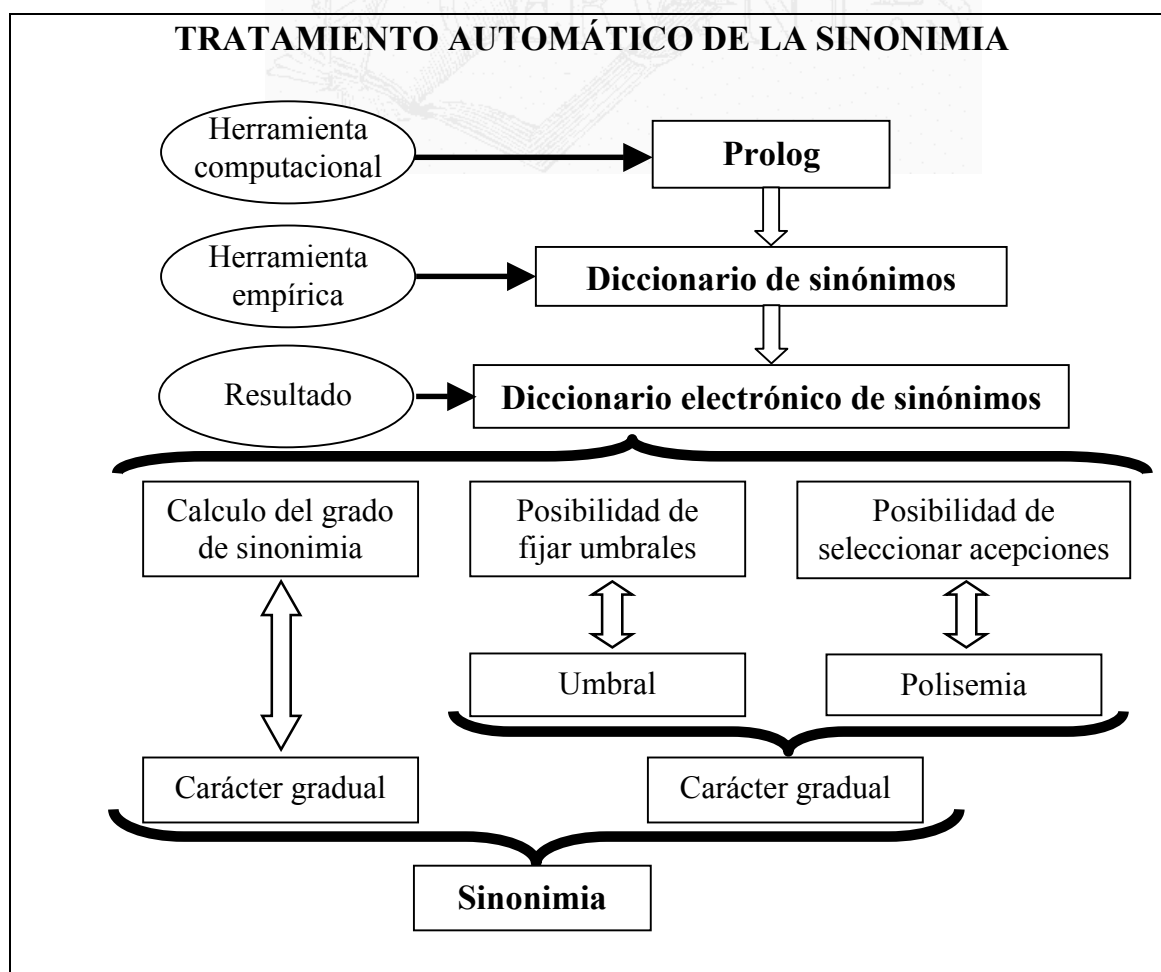 TRATAMIENTO AUTOMÁTICO DE LA SINONIMIA
Herramienta
computacional
Prolog
Herramienta
empírica
Diccionario de sinónimos
Resultado
Diccionario electrónico de sinónimos
Calculo del grado
de sinonimia
Posibilidad de
fijar umbrales
Posibilidad de
seleccionar acepciones
Umbral
Polisemia
Carácter gradual
Carácter gradual
Sinonimia